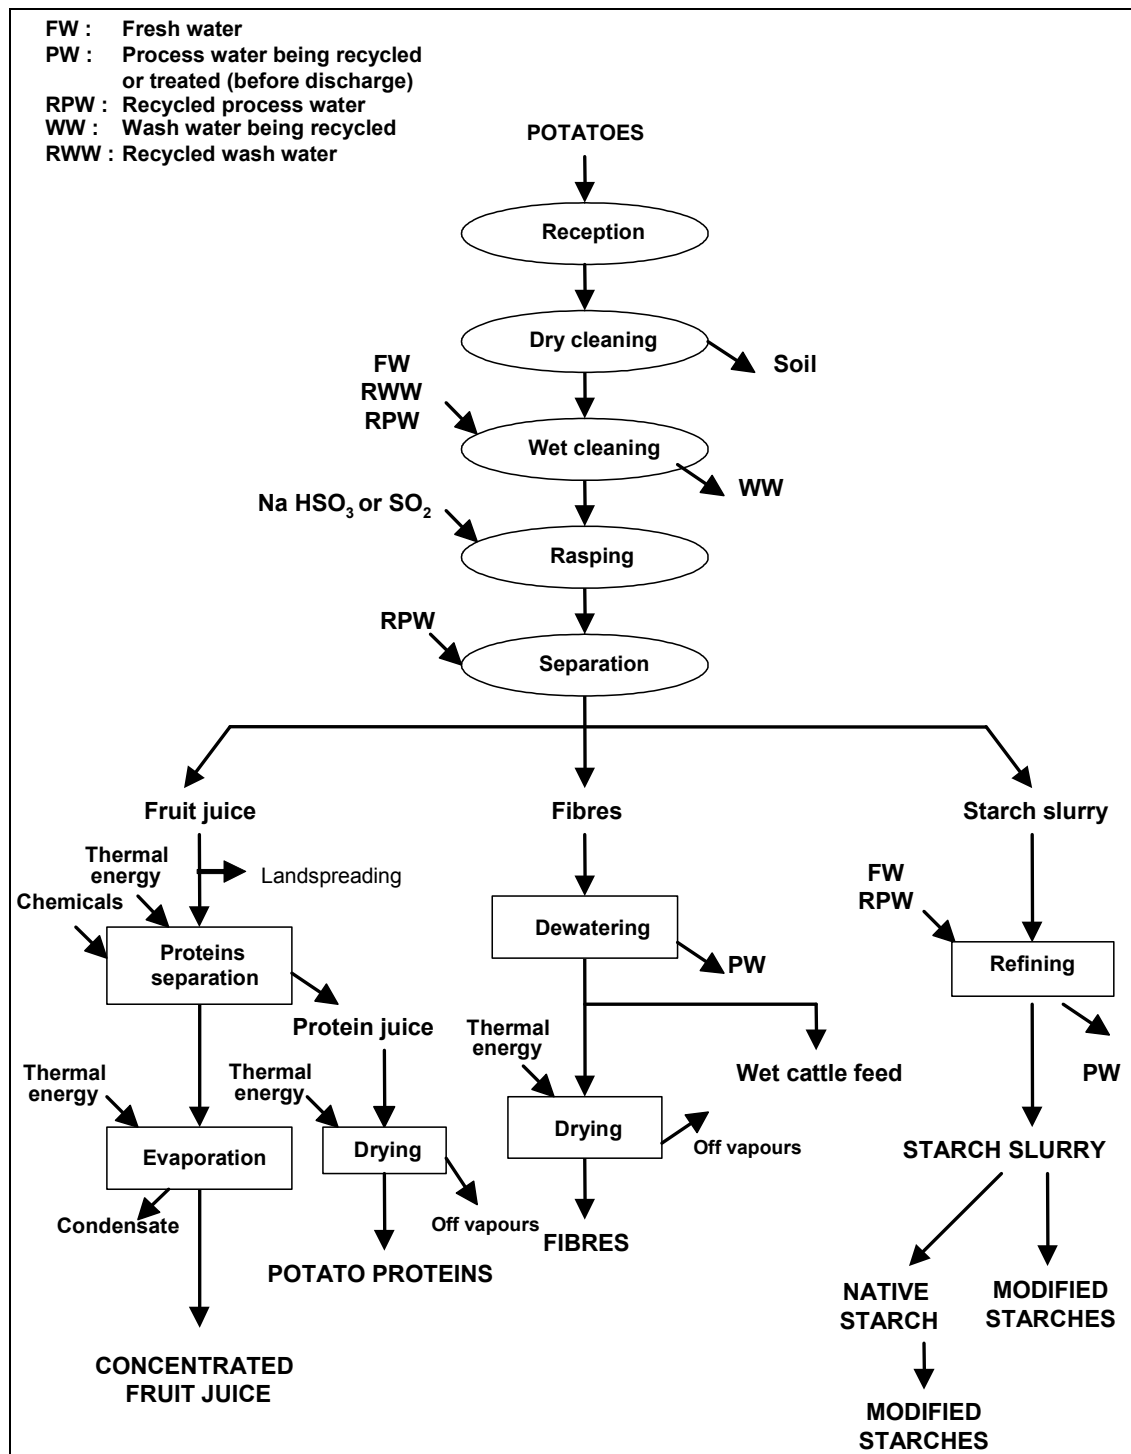 FW : Fresh water
PW : Process water being recycled
or treated (before discharge)
RPW : Recycled process water
WW : Wash water being recycled
RWW : Recycled wash water
POTATOES
Reception
Dry cleaning
Soil
FW
RWW
RPW
Wet cleaning
WW
Na HSO3 or SO2
Rasping
RPW
Separation
Fruit juice
Fibres
Starch slurry
Thermal
energy
Landspreading
Chemicals
FW
RPW
Proteins
separation
Dewatering
PW
Refining
Protein juice
Thermal
energy
Wet cattle feed
PW
Thermal
energy
Thermal
energy
Evaporation
Drying
Drying
Off vapours
STARCH SLURRY
Condensate
Off vapours
FIBRES
POTATO PROTEINS
NATIVE
STARCH
MODIFIED
STARCHES
CONCENTRATED
FRUIT JUICE
MODIFIED
STARCHES